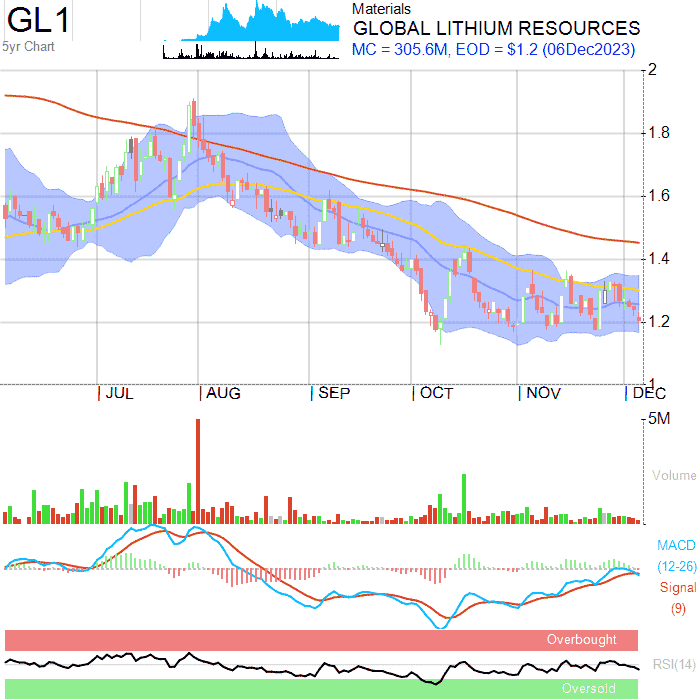 GL1
5yr Chart
Materials
GLOBAL LITHIUM RESOURCES
MC = 305.6M, EOD = $1.2 (06Dec2023)
2
1.8
1.6
1.4
1.2
1
JUL
AUG
SEP
OCT
NOV
DEC
5M
Volume
MACD
(12-26)
Signal
(9)
Overbought
RSI(14)
Oversold